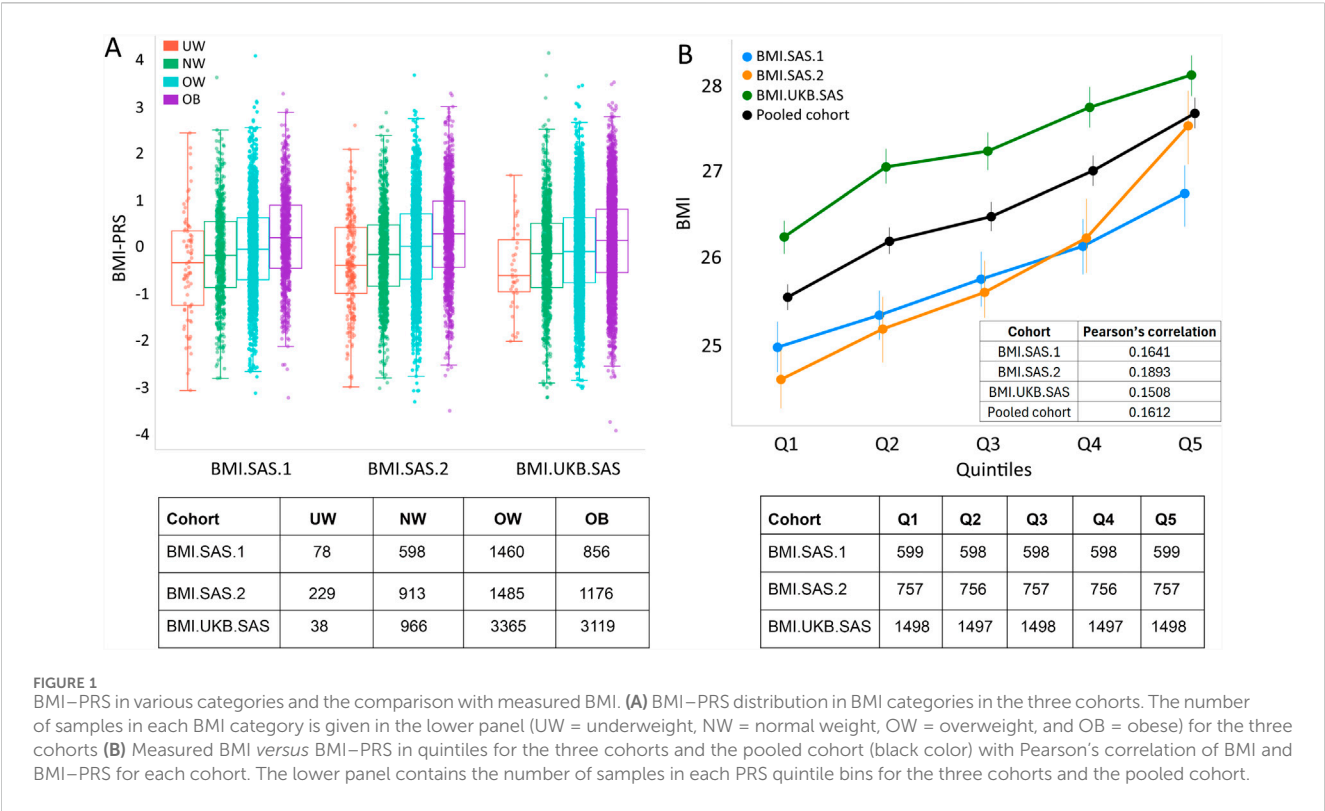 A
UW
NW
OW
OB
4
3
2
1
0
-1
-2
-3
-4
BMI-PRS
BMI.SAS.1 BMI.SAS.2 BMI.UKB.SAS
Cohort UW NW OW OB
BMI.SAS.1 78 598 1460 856
BMI.SAS.2 229 913 1485 1176
BMI.UKB.SAS 38 966 3365 3119
B
BMI.SAS.1
BMI.SAS.2
BMI.UKB.SAS
Pooled cohort
28
27
26
25
BMI
Cohort Pearson's correlation
BMI.SAS.1 0.1641
BMI.SAS.2 0.1893
BMI.UKB.SAS 0.1508
Pooled cohort 0.1612
Q1 Q2 Q3 Q4 Q5
Quintiles
Cohort Q1 Q2 Q3 Q4 Q5
BMI.SAS.1 599 598 598 598 599
BMI.SAS.2 757 756 757 756 757
BMI.UKB.SAS 1498 1497 1498 1497 1498
FIGURE 1
BMI–PRS in various categories and the comparison with measured BMI. (A) BMI–PRS distribution in BMI categories in the three cohorts. The number
of samples in each BMI category is given in the lower panel (UW = underweight, NW = normal weight, OW = overweight, and OB = obese) for the three
cohorts (B) Measured BMI versus BMI–PRS in quintiles for the three cohorts and the pooled cohort (black color) with Pearson's correlation of BMI and
BMI–PRS for each cohort. The lower panel contains the number of samples in each PRS quintile bins for the three cohorts and the pooled cohort.